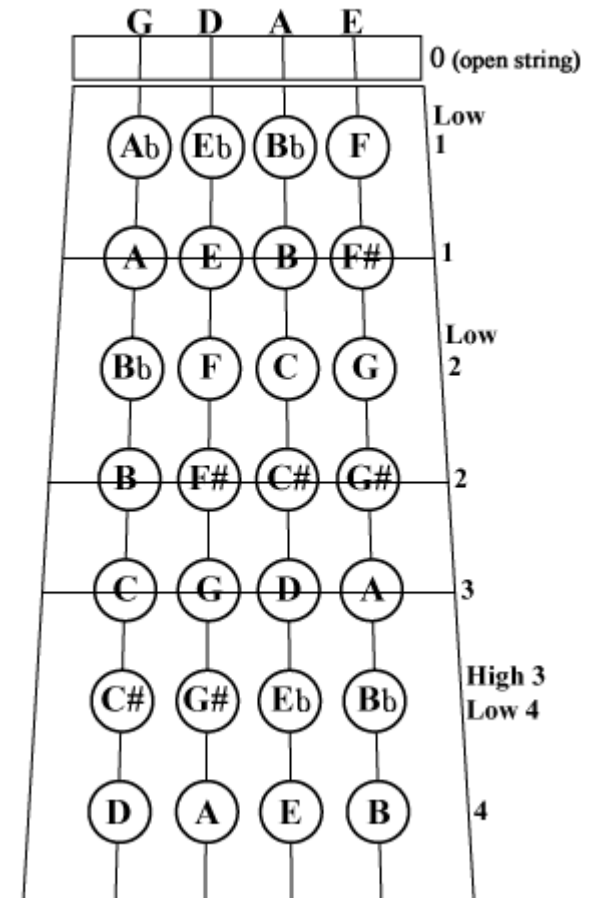 G D A E
0 (open string)
Low
1
Ab Eb Bb F
A E B F# 1
Low
2
Bb F C G
B F# C# G# 2
C G D A 3
High 3
Low 4
C# G# Eb Bb
D A E B 4